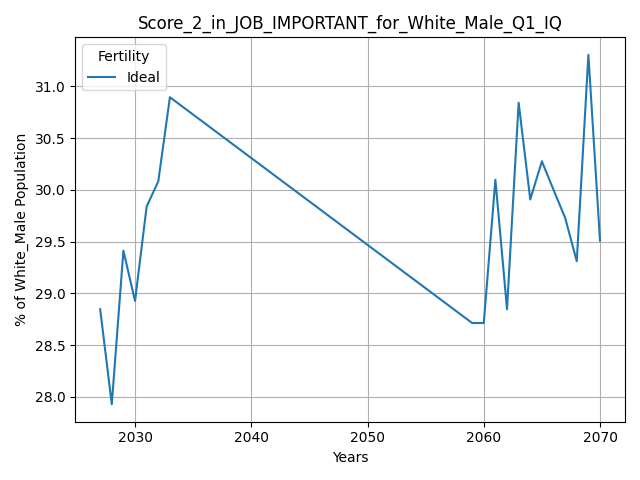 Score_2_in_JOB_IMPORTANT_for_White_Male_Q1_IQ
Fertility
Ideal
% of White_Male Population
31.0
30.5
30.0
29.5
29.0
28.5
28.0
2030 2040 2050 2060 2070
Years